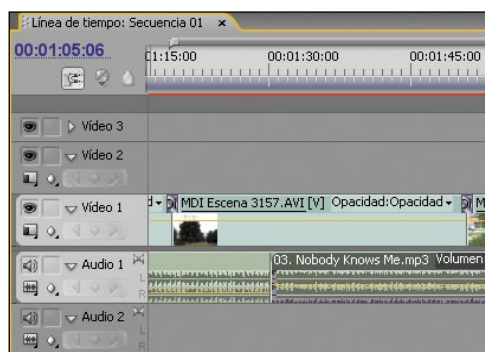 Línea de tiempo: Secuencia 01 x
00:01:05:06
1:15:00 00:01:30:00 00:01:45:00
Vídeo 3
Vídeo 2
Vídeo 1
MDI Escena 3157.AVI [V] Opacidad:Opacidad
M
Audio 1
L
R
03. Nobody Knows Me.mp3 Volumen:
Audio 2
L
R